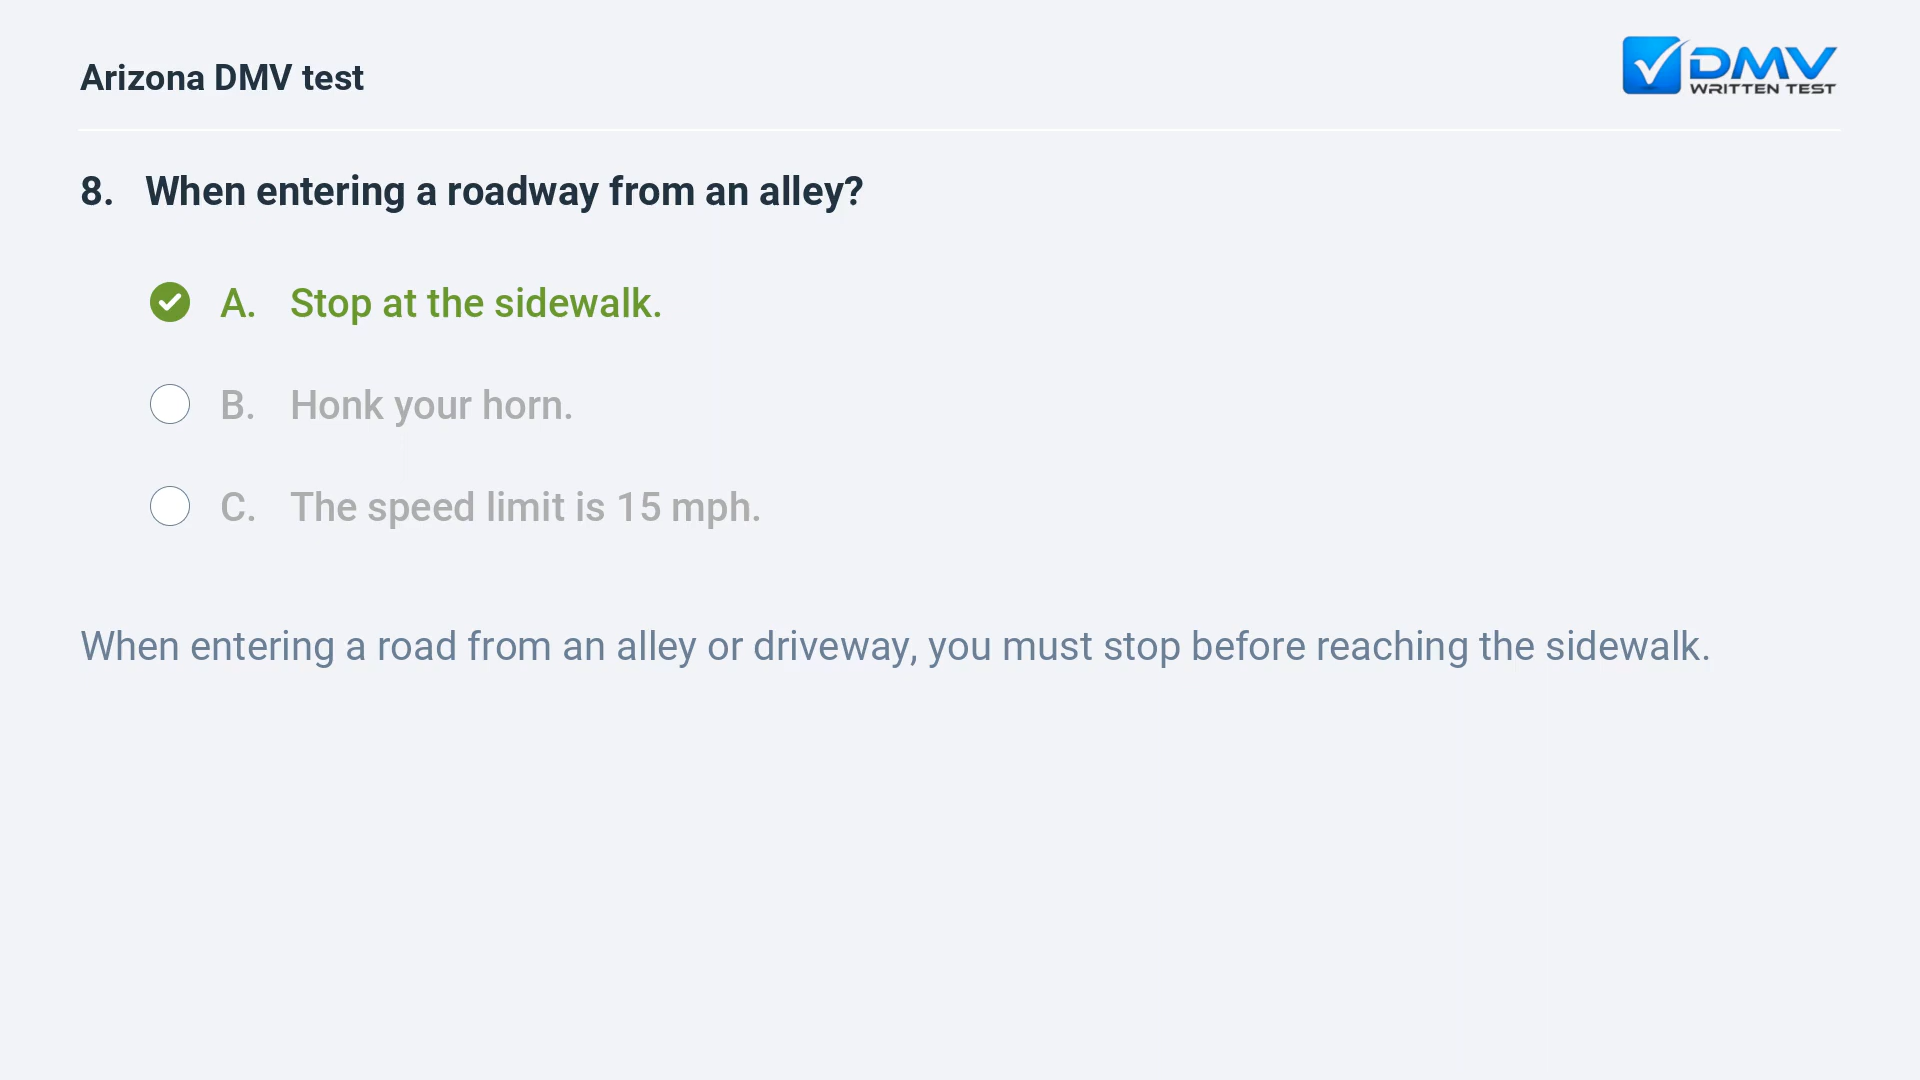 Arizona DMV test
DMV
WRITTEN TEST
8. When entering a roadway from an alley?
A. Stop at the sidewalk.
B. Honk your horn.
C. The speed limit is 15 mph.
When entering a road from an alley or driveway, you must stop before reaching the sidewalk.